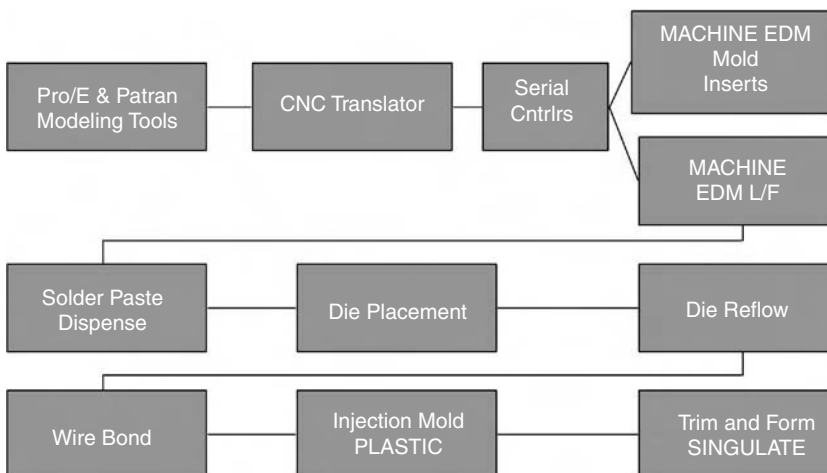 Pro/E & Patran
Modeling Tools
CNC Translator
Serial
Cntrlrs
MACHINE EDM
Mold
Inserts
MACHINE
EDM L/F
Solder Paste
Dispense
Die Placement
Die Reflow
Wire Bond
Injection Mold
PLASTIC
Trim and Form
SINGULATE